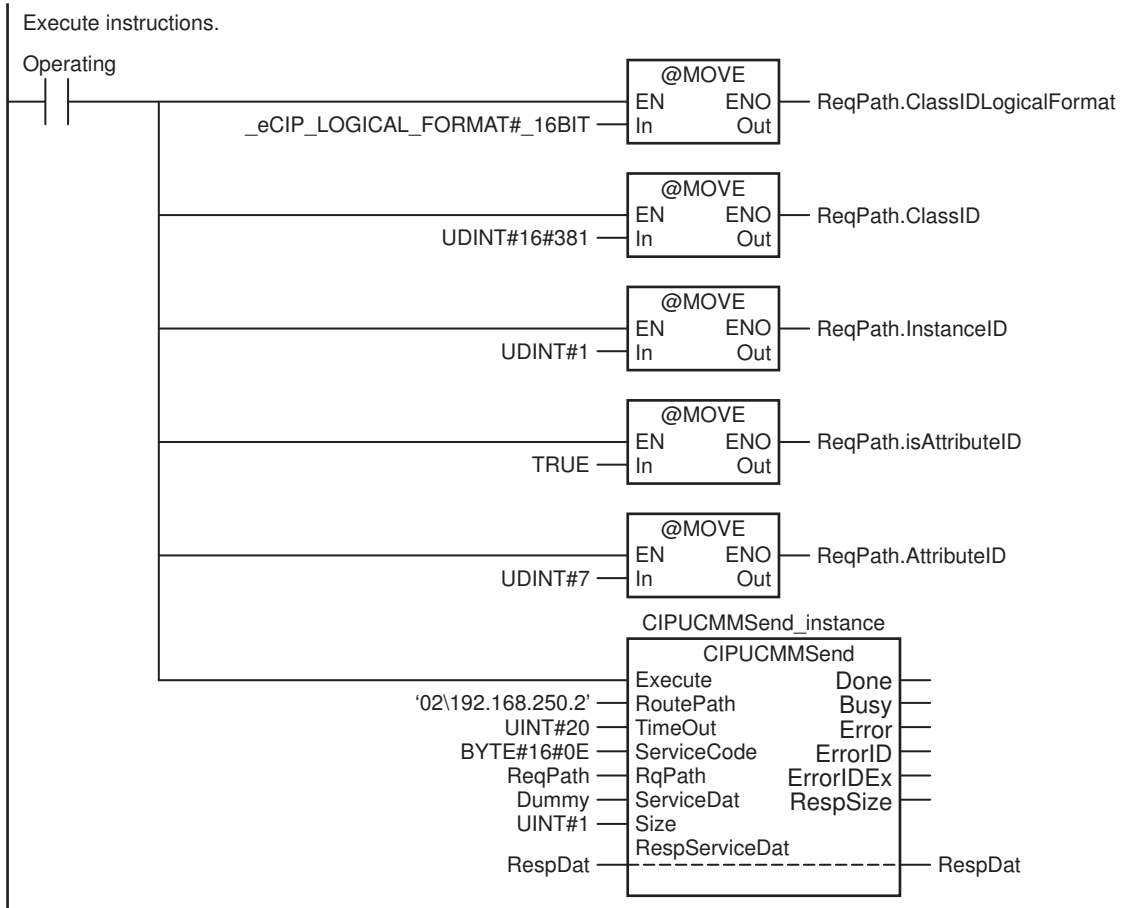 Execute instructions.
Operating
@MOVE
EN ENO ReqPath.ClassIDLogicalFormat
_eCIP_LOGICAL_FORMAT#_16BIT In Out
@MOVE
EN ENO ReqPath.ClassID
UDINT#16#381 In Out
@MOVE
EN ENO ReqPath.InstanceID
UDINT#1 In Out
@MOVE
EN ENO ReqPath.isAttributeID
TRUE In Out
@MOVE
EN ENO ReqPath.AttributeID
UDINT#7 In Out
CIPUCMMSend_instance
CIPUCMMSend
Execute Done
‘02\192.168.250.2’ RoutePath Busy
UINT#20 TimeOut Error
BYTE#16#0E ServiceCode ErrorID
ReqPath RqPath ErrorIDEx
Dummy ServiceDat RespSize
UINT#1 Size
RespServiceDat
RespDat RespDat